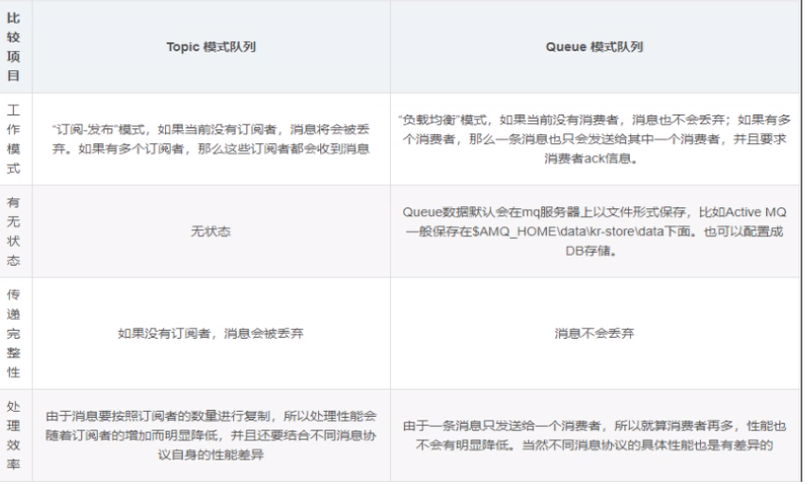 比较项目
Topic 模式队列
Queue 模式队列
工作模式
“订阅-发布”模式，如果当前没有订阅者，消息将会被丢
弃。如果有多个订阅者，那么这些订阅者都会收到消息
“负载均衡”模式，如果当前没有消费者，消息也不会丢弃；如果有多
个消费者，那么一条消息也只会发送给其中一个消费者，并且要求
消费者ack信息。
有无状态
无状态
Queue数据默认会在mq服务器上以文件形式保存，比如Active MQ
一般保存在$AMQ_HOME\data\kr-store\data下面。也可以配置成
DB存储。
传递完整性
如果没有订阅者，消息会被丢弃
消息不会丢弃
处理效率
由于消息要按照订阅者的数量进行复制，所以处理性能会
随着订阅者的增加而明显降低，并且还要结合不同消息协
议自身的性能差异
由于一条消息只发送给一个消费者，所以就算消费者再多，性能也
不会有明显降低。当然不同消息协议的具体性能也是有差异的